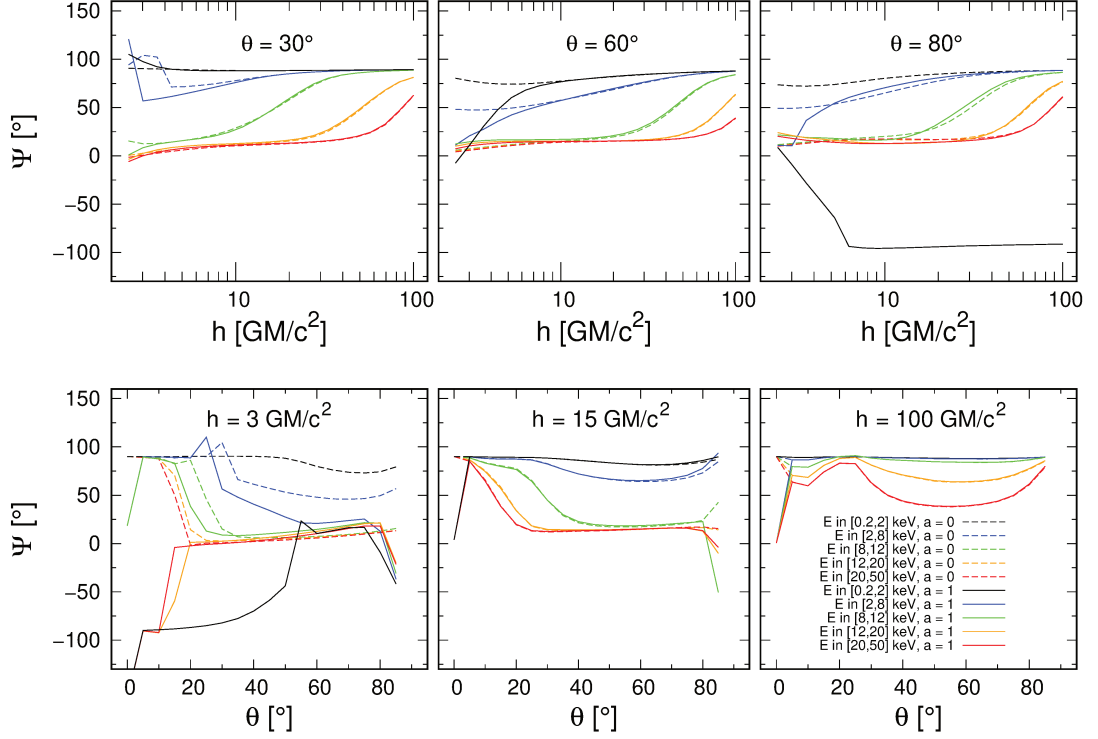 θ = 30°
θ = 60°
θ = 80°
Ψ [°]
150
100
50
0
−50
−100
10
100
10
100
10
100
h [GM/c²]
h [GM/c²]
h [GM/c²]
h = 3 GM/c²
h = 15 GM/c²
h = 100 GM/c²
Ψ [°]
150
100
50
0
−50
−100
E in [0.2,2] keV, a = 0
E in [2,8] keV, a = 0
E in [8,12] keV, a = 0
E in [12,20] keV, a = 0
E in [20,50] keV, a = 0
E in [0.2,2] keV, a = 1
E in [2,8] keV, a = 1
E in [8,12] keV, a = 1
E in [12,20] keV, a = 1
E in [20,50] keV, a = 1
0 20 40 60 80
0 20 40 60 80
0 20 40 60 80
θ [°]
θ [°]
θ [°]